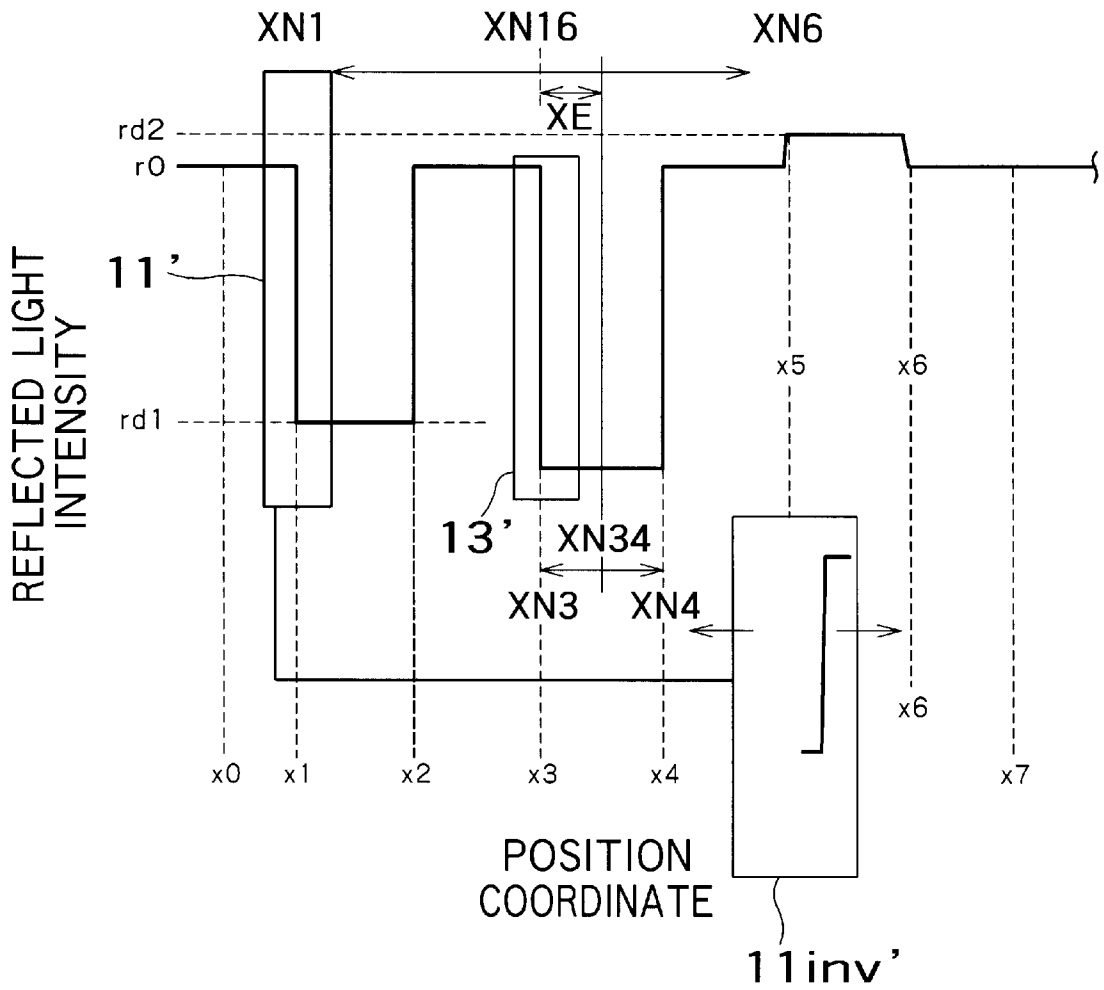 XN1 XN16 XN6
XE
rd2
r0
11’
x5 x6
REFLECTED LIGHT
INTENSITY
rd1
13’
XN34
XN3 XN4
x6
x0 x1 x2 x3 x4 x7
POSITION
COORDINATE
11inv’